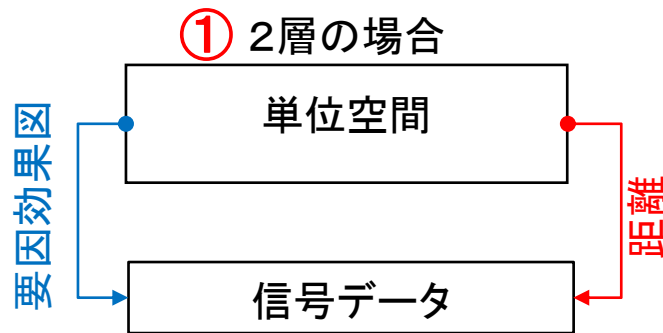 ① 2層の場合
単位空間
要因効果図
距離
信号データ